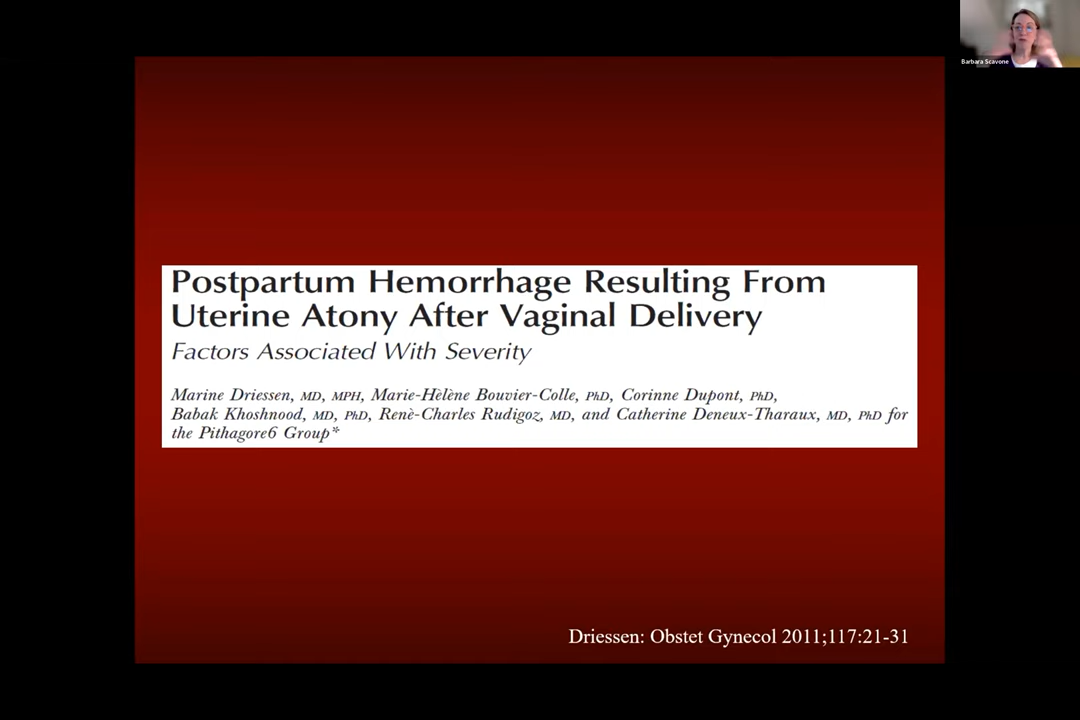 Barbara Scavone
Postpartum Hemorrhage Resulting From
Uterine Atony After Vaginal Delivery
Factors Associated With Severity
Marine Driessen, MD, MPH, Marie-Hèlène Bouvier-Colle, PhD, Corinne Dupont, PhD,
Babak Khoshnood, MD, PhD, Renè-Charles Rudigoz, MD, and Catherine Deneux-Tharaux, MD, PhD for
the Pithagore6 Group*
Driessen: Obstet Gynecol 2011;117:21-31